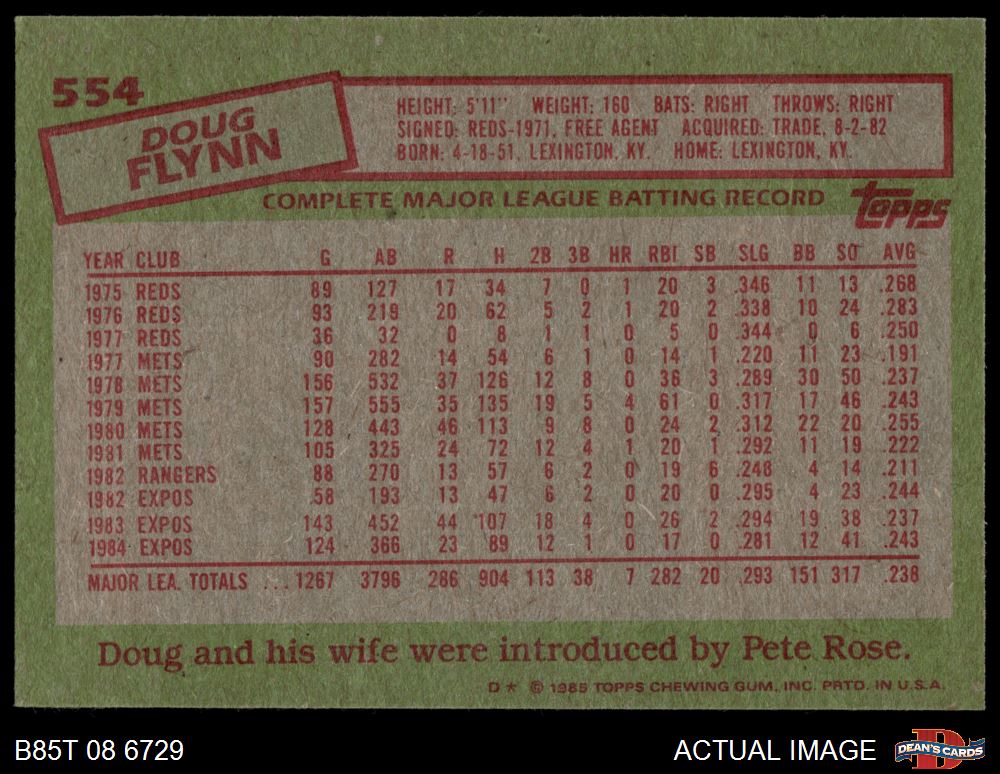 554
DOUG
FLYNN
HEIGHT: 5'11" WEIGHT: 160 BATS: RIGHT THROWS: RIGHT
SIGNED: REDS-1971, FREE AGENT ACQUIRED: TRADE, 8-2-82
BORN: 4-18-51, LEXINGTON, KY. HOME: LEXINGTON, KY.
COMPLETE MAJOR LEAGUE BATTING RECORD
Topps
YEAR CLUB G AB R H 2B 3B HR RBI SB SLG BB SO AVG
1975 REDS 89 127 17 34 7 0 1 20 3 .346 11 13 .268
1976 REDS 93 219 20 62 5 2 1 20 2 .338 10 24 .283
1977 REDS 36 32 0 8 1 1 0 5 0 .344 0 6 .250
1977 METS 90 282 14 54 6 1 0 14 1 .220 11 23 .191
1978 METS 156 532 37 126 12 8 0 36 3 .289 30 50 .237
1979 METS 157 555 35 135 19 5 4 61 0 .317 17 46 .243
1980 METS 128 443 46 113 9 8 0 24 2 .312 22 20 .255
1981 METS 105 325 24 72 12 4 1 20 1 .292 11 19 .222
1982 RANGERS 88 270 13 57 6 2 0 19 6 .248 4 14 .211
1982 EXPOS 58 193 13 47 6 2 0 20 0 .295 4 23 .244
1983 EXPOS 143 452 44 107 18 4 0 26 2 .294 19 38 .237
1984 EXPOS 124 366 23 89 12 1 0 17 0 .281 12 41 .243
MAJOR LEA. TOTALS ... 1267 3796 286 904 113 38 7 282 20 .293 151 317 .238
Doug and his wife were introduced by Pete Rose.
D * © 1985 TOPPS CHEWING GUM, INC. PRTD. IN U.S.A.
B85T 08 6729
ACTUAL IMAGE
DEAN'S CARDS